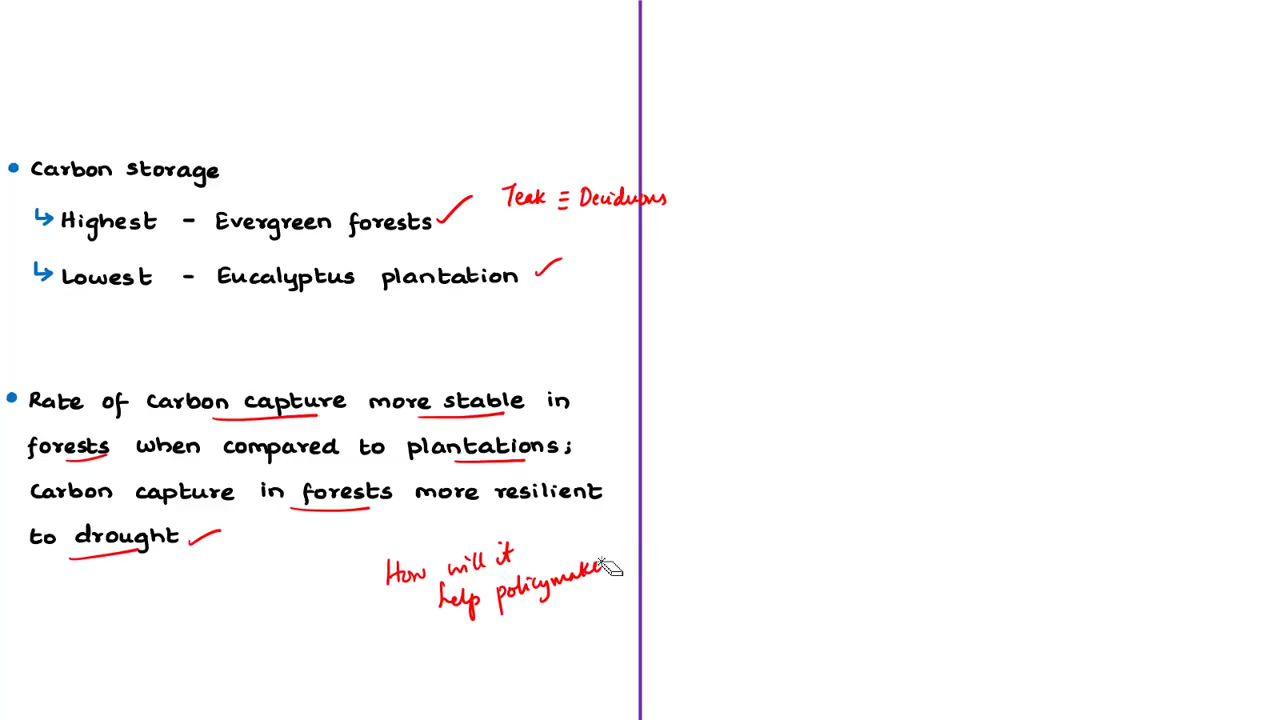 Carbon storage
Highest - Evergreen forests
Teak ≡ Deciduous
Lowest - Eucalyptus plantation
Rate of carbon capture more stable in
forests when compared to plantations;
Carbon capture in forests more resilient
to drought
How will it
help policymake